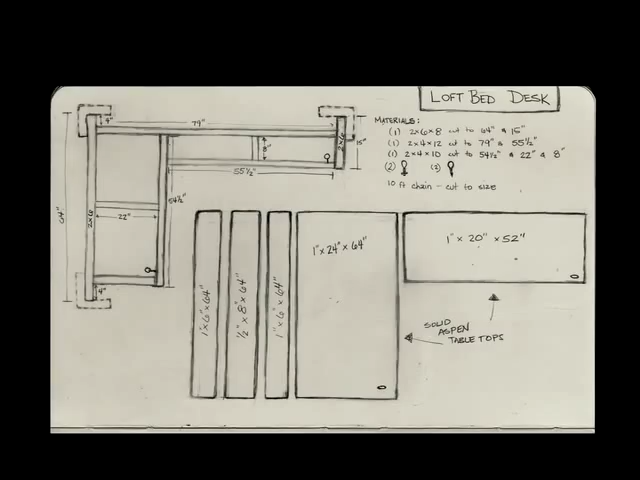 LOFT BED DESK
MATERIALS:
(1) 2x6x8 cut to 64" & 15"
(1) 2x4x12 cut to 79" & 55½"
(1) 2x4x10 cut to 54½" & 22" & 8"
(2) (2)
10 ft chain - cut to size
4"
79"
2x6
15"
8"
55½"
54½"
64"
2x6
22"
4"
1"x6"x64"
½"x8"x64"
1"x6"x64"
1"x24"x64"
1"x20"x52"
SOLID
ASPEN
TABLE TOPS